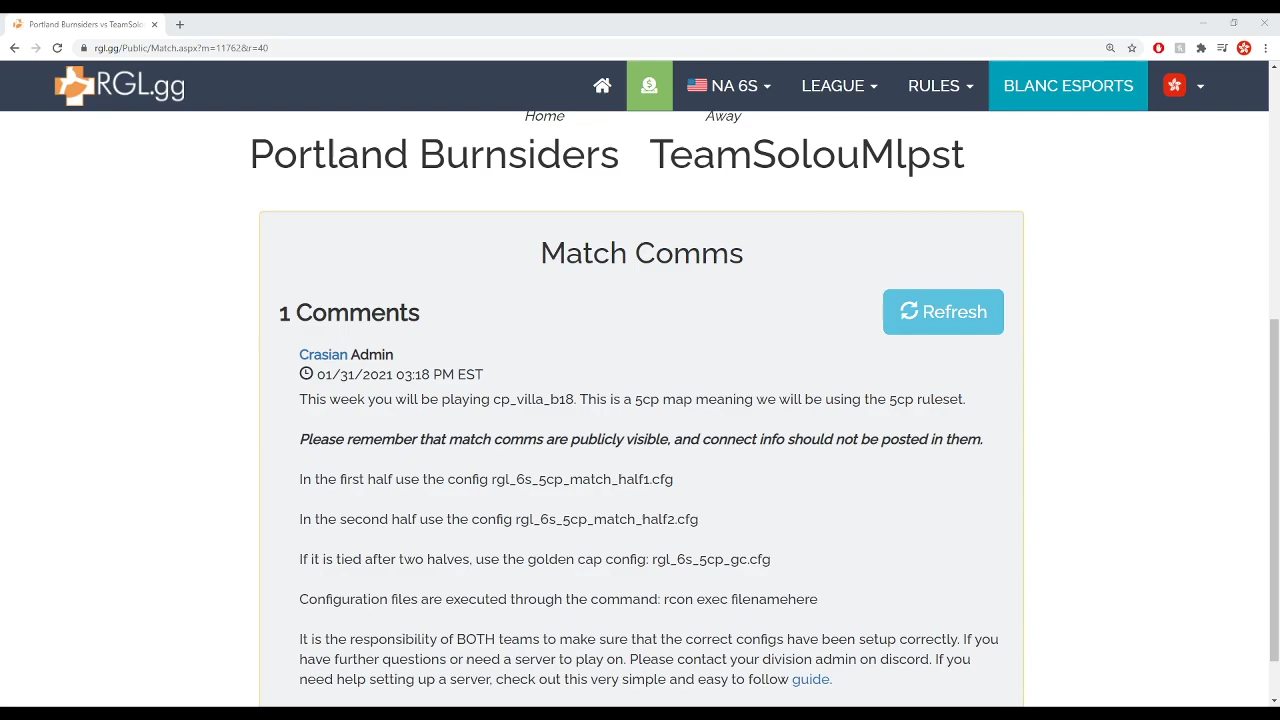 Portland Burnsiders vs TeamSolo
rgl.gg/Public/Match.aspx?m=11762&r=40
RGL.gg
NA 6S
LEAGUE
RULES
BLANC ESPORTS
Home
Away
Portland Burnsiders
TeamSolouMlpst
Match Comms
1 Comments
Refresh
Crasian Admin
01/31/2021 03:18 PM EST
This week you will be playing cp_villa_b18. This is a 5cp map meaning we will be using the 5cp ruleset.
Please remember that match comms are publicly visible, and connect info should not be posted in them.
In the first half use the config rgl_6s_5cp_match_half1.cfg
In the second half use the config rgl_6s_5cp_match_half2.cfg
If it is tied after two halves, use the golden cap config: rgl_6s_5cp_gc.cfg
Configuration files are executed through the command: rcon exec filenamehere
It is the responsibility of BOTH teams to make sure that the correct configs have been setup correctly. If you
have further questions or need a server to play on. Please contact your division admin on discord. If you
need help setting up a server, check out this very simple and easy to follow guide.